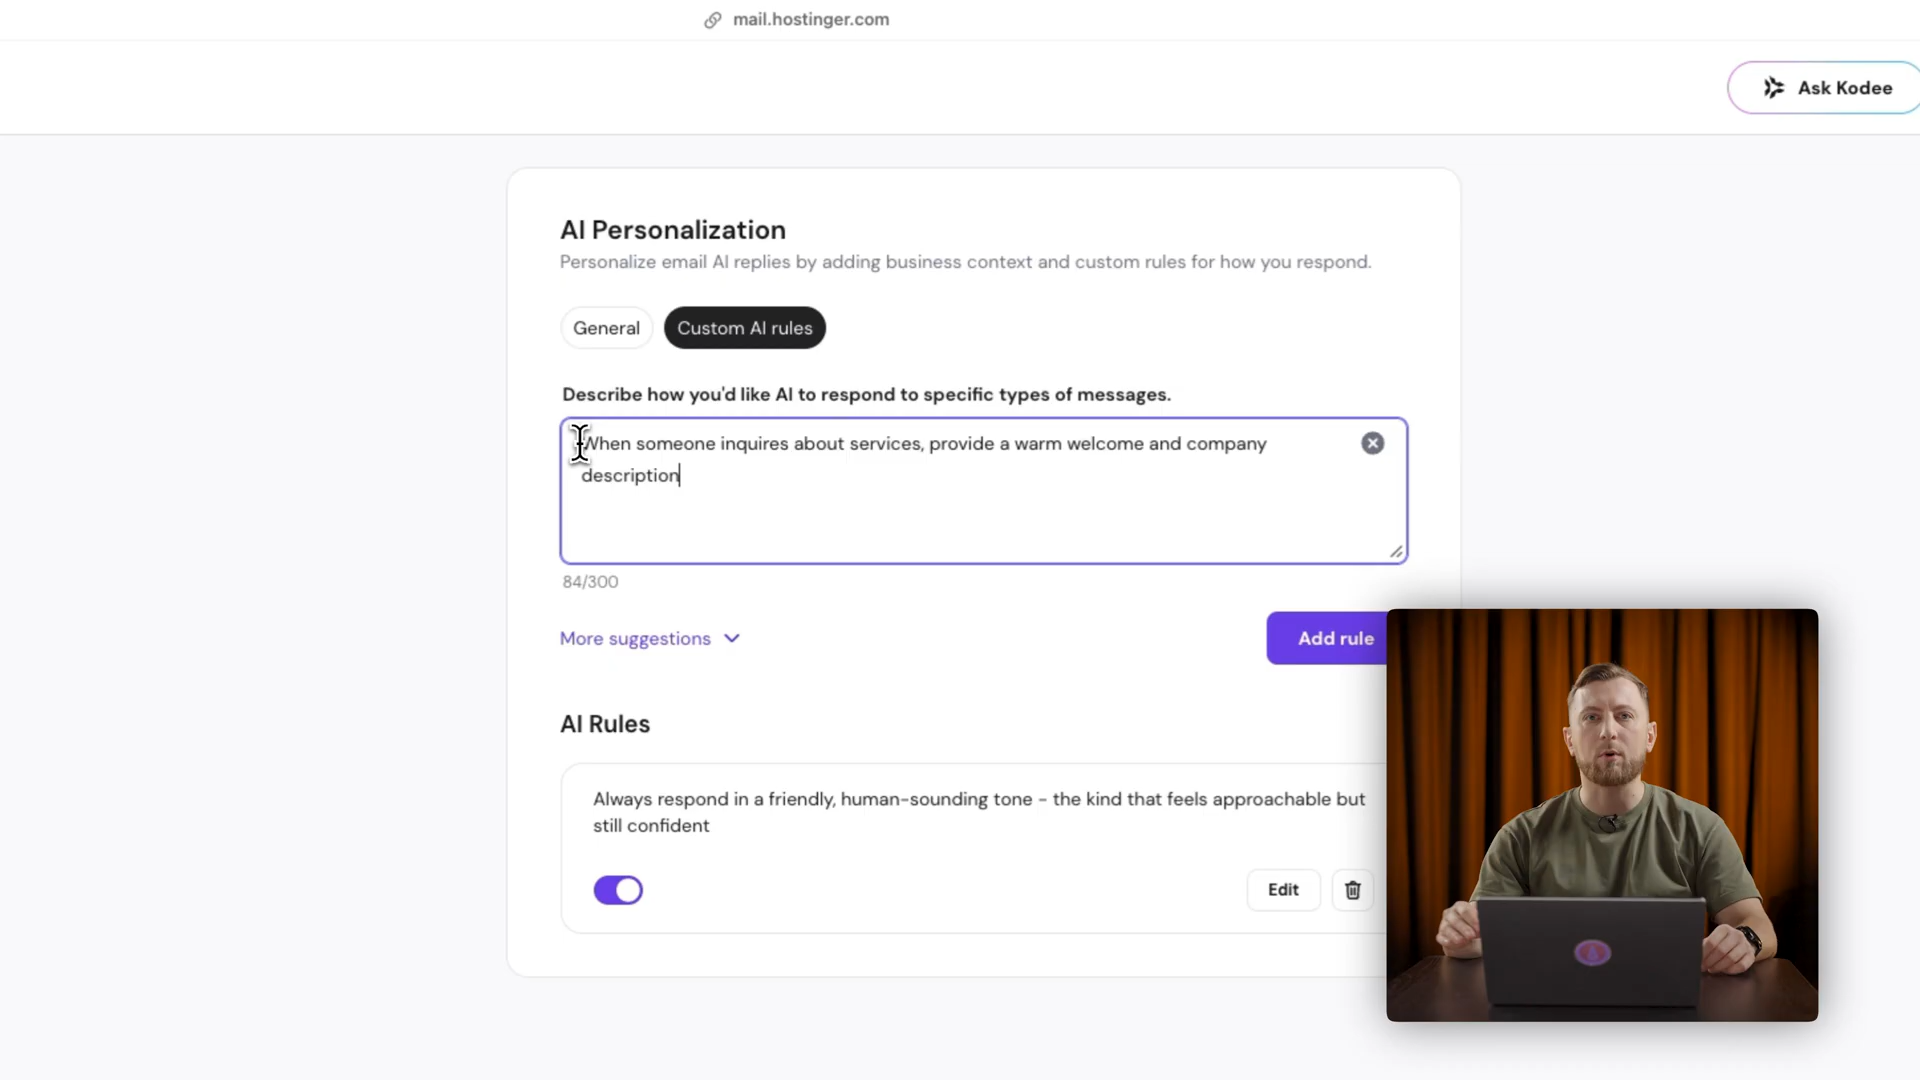 mail.hostinger.com
Ask Kodee
AI Personalization
Personalize email AI replies by adding business context and custom rules for how you respond.
General
Custom AI rules
Describe how you'd like AI to respond to specific types of messages.
When someone inquires about services, provide a warm welcome and company
description
84/300
More suggestions
Add rule
AI Rules
Always respond in a friendly, human-sounding tone - the kind that feels approachable but
still confident
Edit